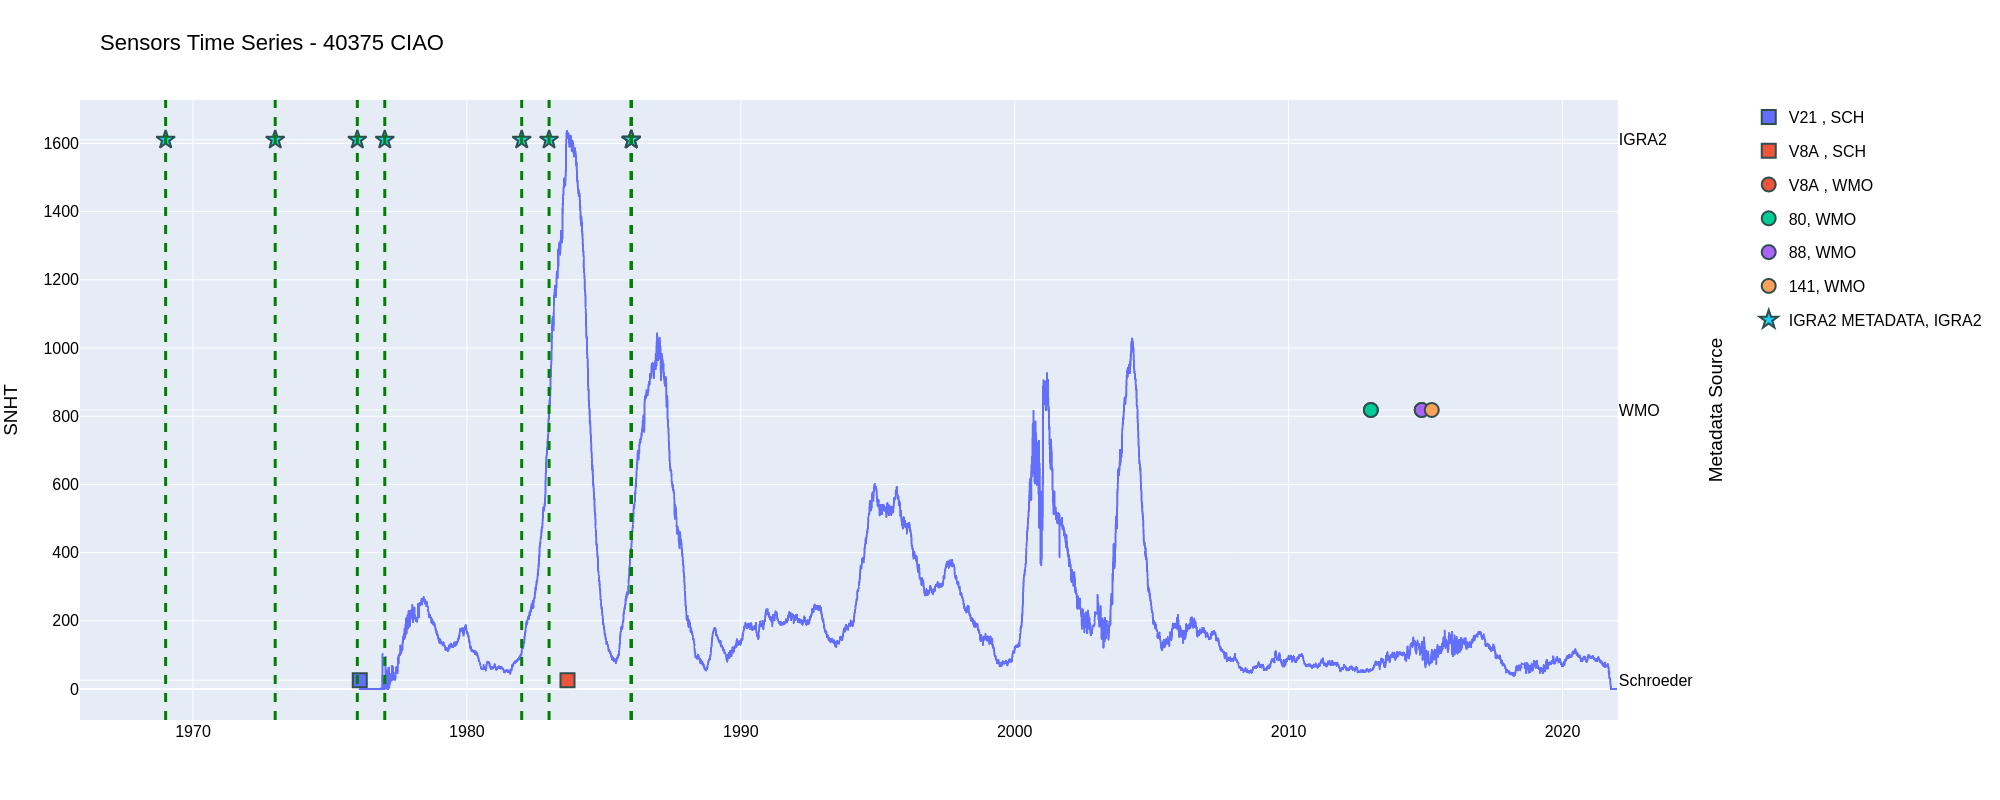 Sensors Time Series - 40375 CIAO
SNHT
1600
1400
1200
1000
800
600
400
200
0
1970
1980
1990
2000
2010
2020
IGRA2
WMO
Schroeder
Metadata Source
V21 , SCH
V8A , SCH
V8A , WMO
80, WMO
88, WMO
141, WMO
IGRA2 METADATA, IGRA2